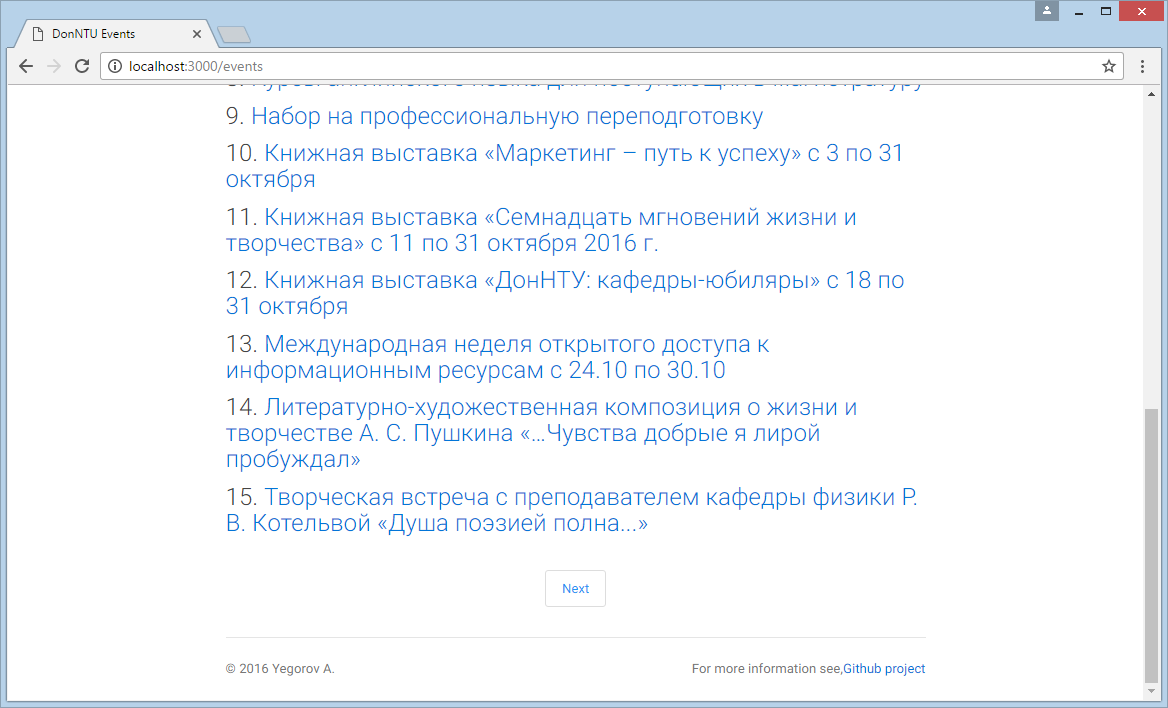 DonNTU Events
localhost:3000/events
9. Набор на профессиональную переподготовку
10. Книжная выставка «Маркетинг – путь к успеху» с 3 по 31
октября
11. Книжная выставка «Семнадцать мгновений жизни и
творчества» с 11 по 31 октября 2016 г.
12. Книжная выставка «ДонНТУ: кафедры-юбиляры» с 18 по
31 октября
13. Международная неделя открытого доступа к
информационным ресурсам с 24.10 по 30.10
14. Литературно-художественная композиция о жизни и
творчестве А. С. Пушкина «...Чувства добрые я лирой
пробуждал»
15. Творческая встреча с преподавателем кафедры физики Р.
В. Котельвой «Душа поэзией полна...»
Next
© 2016 Yegorov A.
For more information see,Github project